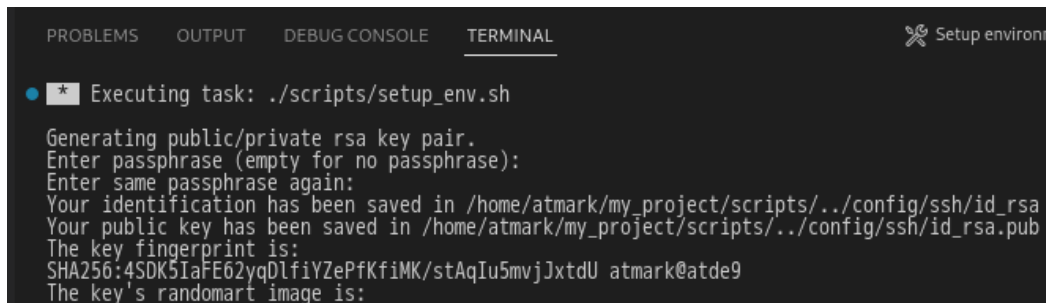 PROBLEMS OUTPUT DEBUG CONSOLE TERMINAL Setup environm
* Executing task: ./scripts/setup_env.sh
Generating public/private rsa key pair.
Enter passphrase (empty for no passphrase):
Enter same passphrase again:
Your identification has been saved in /home/atmark/my_project/scripts/../config/ssh/id_rsa
Your public key has been saved in /home/atmark/my_project/scripts/../config/ssh/id_rsa.pub
The key fingerprint is:
SHA256:4SDK5IaFE62yqDlfiYZePfKfiMK/stAqIu5mvjJxtdU atmark@atde9
The key's randomart image is: